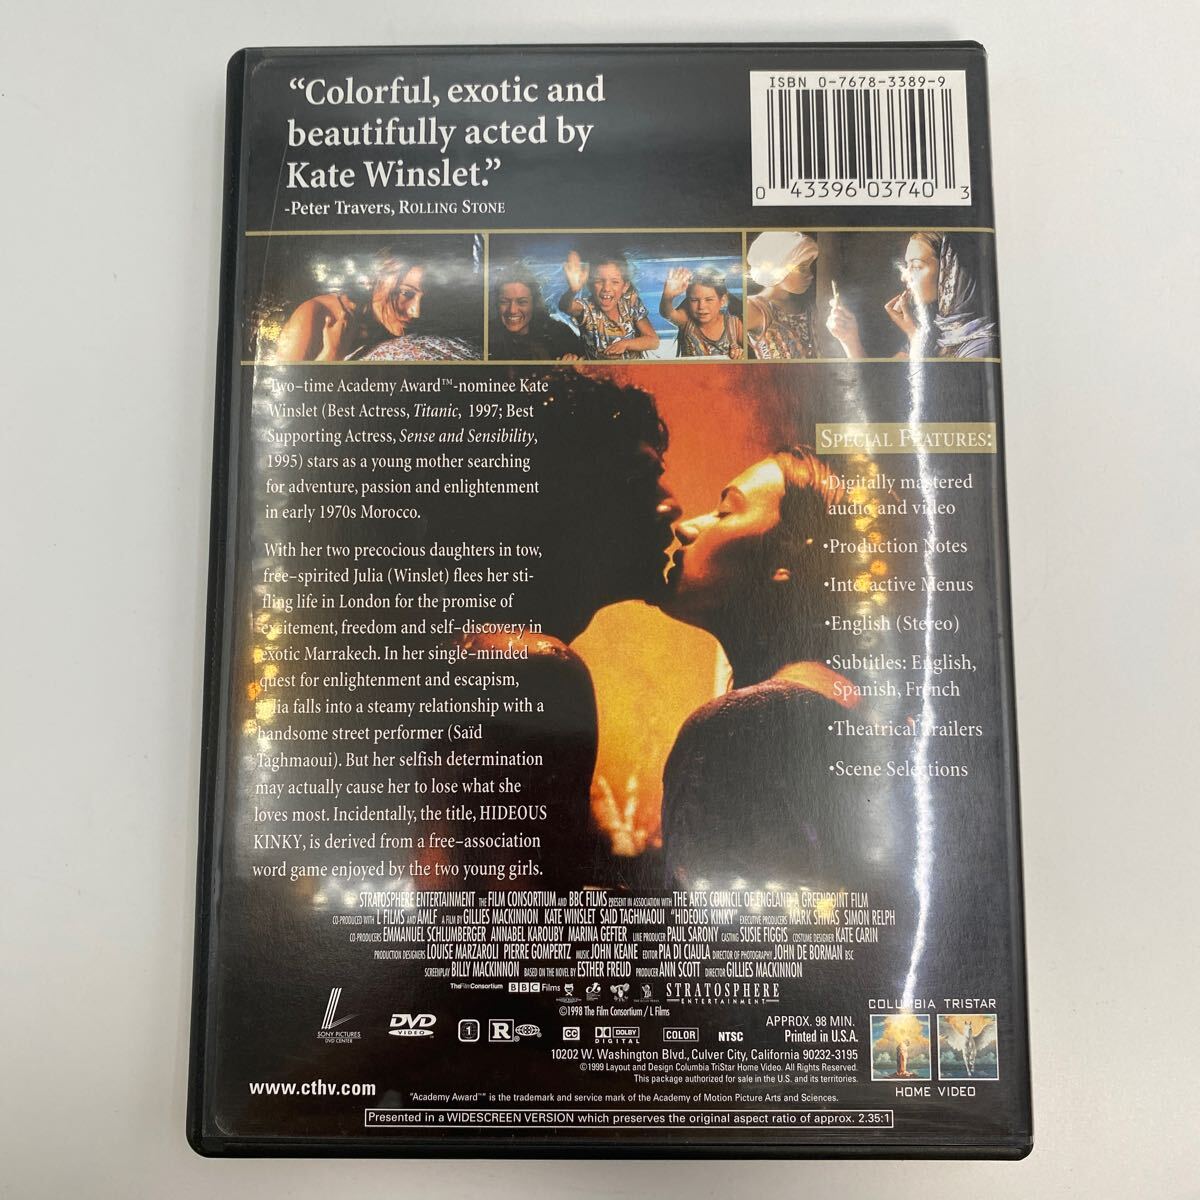 “Colorful, exotic and
beautifully acted by
Kate Winslet.”
-Peter Travers, ROLLING STONE
ISBN 0-7678-3389-9
0 43396 03740 3
Two-time Academy Award™-nominee Kate
Winslet (Best Actress, Titanic, 1997; Best
Supporting Actress, Sense and Sensibility,
1995) stars as a young mother searching
for adventure, passion and enlightenment
in early 1970s Morocco.
With her two precocious daughters in tow,
free-spirited Julia (Winslet) flees her sti-
fling life in London for the promise of
excitement, freedom and self-discovery in
exotic Marrakech. In her single-minded
quest for enlightenment and escapism,
Julia falls into a steamy relationship with a
handsome street performer (Saïd
Taghmaoui). But her selfish determination
may actually cause her to lose what she
loves most. Incidentally, the title, HIDEOUS
KINKY, is derived from a free-association
word game enjoyed by the two young girls.
SPECIAL FEATURES:
•Digitally mastered
audio and video
•Production Notes
•Interactive Menus
•English (Stereo)
•Subtitles: English,
Spanish, French
•Theatrical Trailers
•Scene Selections
STRATOSPHERE ENTERTAINMENT THE FILM CONSORTIUM AND BBC FILMS PRESENT IN ASSOCIATION WITH THE ARTS COUNCIL OF ENGLAND A GREENPOINT FILM
CO-PRODUCED WITH L FILMS AND AMLF A FILM BY GILLIES MACKINNON KATE WINSLET SAID TAGHMAOUI "HIDEOUS KINKY" EXECUTIVE PRODUCERS MARK SHIVAS SIMON RELPH
CO-PRODUCERS EMMANUEL SCHLUMBERGER ANNABEL KAROUBY MARINA GEFTER LINE PRODUCER PAUL SARONY CASTING SUSIE FIGGIS COSTUME DESIGNER KATE CARIN
PRODUCTION DESIGNERS LOUISE MARZAROLI PIERRE GOMPERTZ MUSIC JOHN KEANE EDITOR PIA DI CIAULA DIRECTOR OF PHOTOGRAPHY JOHN DE BORMAN BSC
SCREENPLAY BILLY MACKINNON BASED ON THE NOVEL BY ESTHER FREUD PRODUCER ANN SCOTT DIRECTOR GILLIES MACKINNON
TheFilmConsortium BBC Films STRATOSPHERE
ENTERTAINMENT
©1998 The Film Consortium / L Films
SONY PICTURES
DVD CENTER
DVD
VIDEO
1
R
CC
DOLBY
DIGITAL
COLOR
NTSC
APPROX. 98 MIN.
Printed in U.S.A.
10202 W. Washington Blvd., Culver City, California 90232-3195
©1999 Layout and Design Columbia TriStar Home Video. All Rights Reserved.
This package authorized for sale in the U.S. and its territories.
COLUMBIA TRISTAR
HOME VIDEO
www.cthv.com
"Academy Award™" is the trademark and service mark of the Academy of Motion Picture Arts and Sciences.
Presented in a WIDESCREEN VERSION which preserves the original aspect ratio of approx. 2.35:1